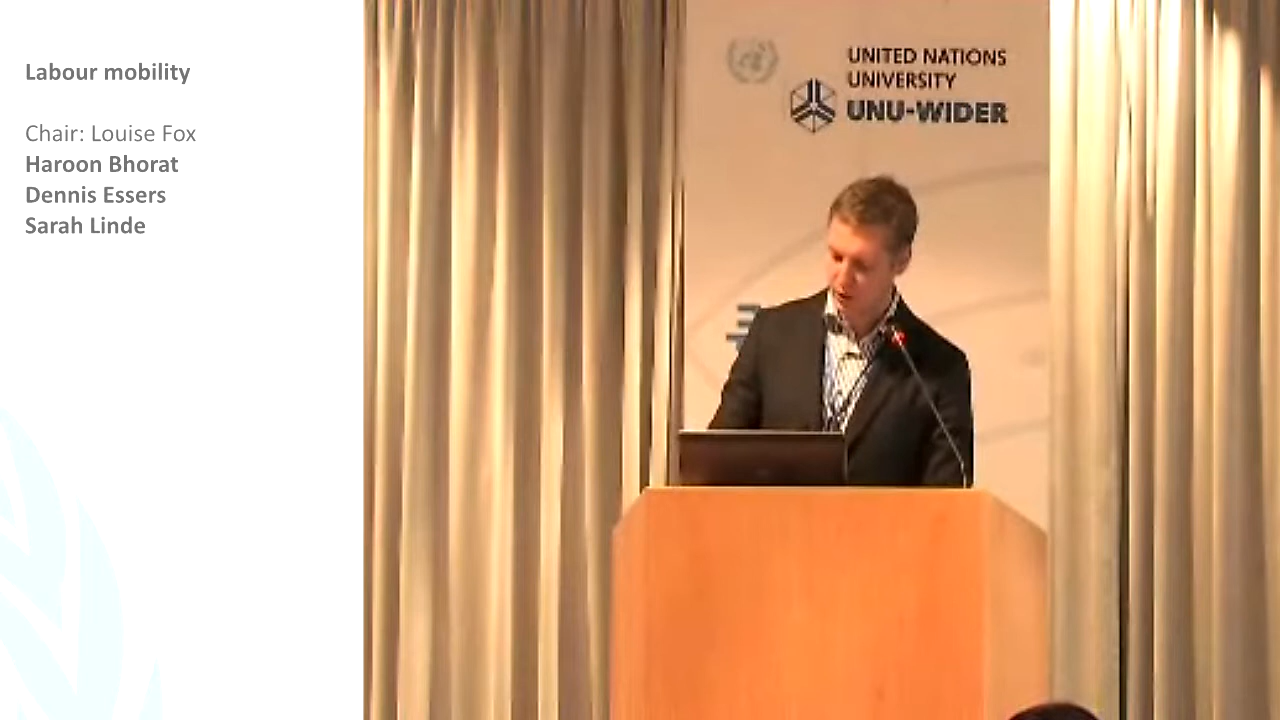 Labour mobility
Chair: Louise Fox
Haroon Bhorat
Dennis Essers
Sarah Linde
UNITED NATIONS
UNIVERSITY
UNU-WIDER